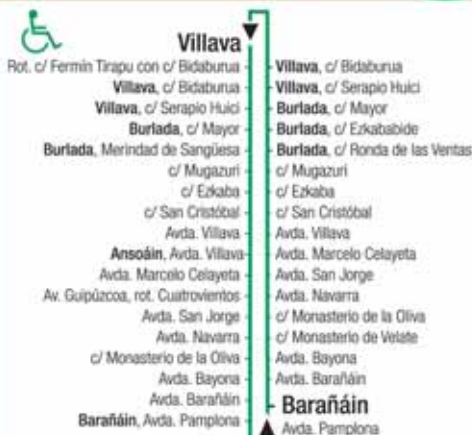 Villava
Rot. c/ Fermín Tirapu con c/ Bidaburua
Villava, c/ Bidaburua
Villava, c/ Serapio Huici
Burlada, c/ Mayor
Burlada, Merindad de Sangüesa
c/ Mugazuri
c/ Ezkaba
c/ San Cristóbal
Avda. Villava
Ansoáin, Avda. Villava
Avda. Marcelo Celayeta
Av. Guipúzcoa, rot. Cuatrovientos
Avda. San Jorge
Avda. Navarra
c/ Monasterio de la Oliva
Avda. Bayona
Avda. Barañáin
Barañáin, Avda. Pamplona
Villava, c/ Bidaburua
Villava, c/ Serapio Huici
Burlada, c/ Mayor
Burlada, c/ Ezkababide
Burlada, c/ Ronda de las Ventas
c/ Mugazuri
c/ Ezkaba
c/ San Cristóbal
Avda. Villava
Avda. Marcelo Celayeta
Avda. San Jorge
Avda. Navarra
c/ Monasterio de la Oliva
c/ Monasterio de Velate
Avda. Bayona
Avda. Barañáin
Barañáin
Avda. Pamplona